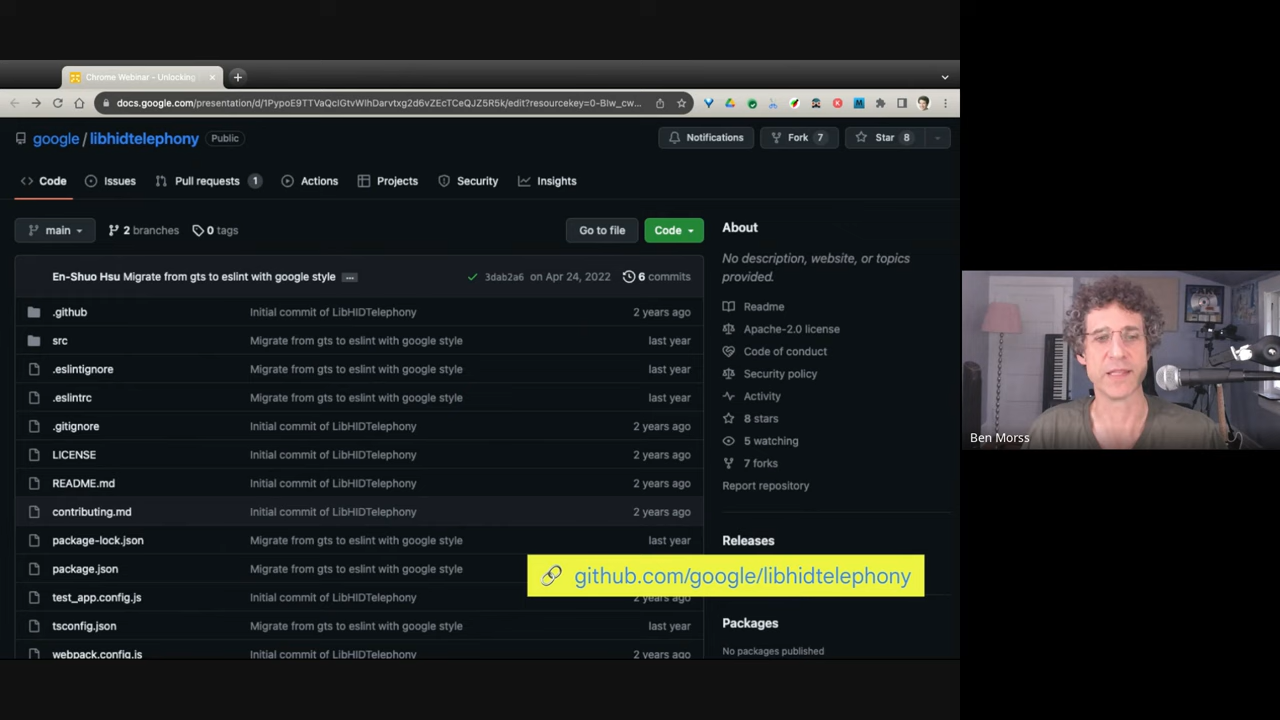 Chrome Webinar - Unlocking
docs.google.com/presentation/d/1PypoE9TTVaQcIGtvWlhDarvtxg2d6vZEcTCeQJZ5R5k/edit?resourcekey=0-Blw_cw...
google / libhidtelephony Public
Notifications Fork 7 Star 8
Code Issues Pull requests 1 Actions Projects Security Insights
main 2 branches 0 tags Go to file Code
En-Shuo Hsu Migrate from gts to eslint with google style ... 3dab2a6 on Apr 24, 2022 6 commits
.github Initial commit of LibHIDTelephony 2 years ago
src Migrate from gts to eslint with google style last year
.eslintignore Migrate from gts to eslint with google style last year
.eslintrc Migrate from gts to eslint with google style last year
.gitignore Initial commit of LibHIDTelephony 2 years ago
LICENSE Initial commit of LibHIDTelephony 2 years ago
README.md Initial commit of LibHIDTelephony 2 years ago
contributing.md Initial commit of LibHIDTelephony 2 years ago
package-lock.json Migrate from gts to eslint with google style last year
package.json Migrate from gts to eslint with google style
test_app.config.js Initial commit of LibHIDTelephony 2 years ago
tsconfig.json Migrate from gts to eslint with google style last year
webpack.config.js Initial commit of LibHIDTelephony 2 years ago
About
No description, website, or topics
provided.
Readme
Apache-2.0 license
Code of conduct
Security policy
Activity
8 stars
5 watching
7 forks
Report repository
Releases
github.com/google/libhidtelephony
Packages
No packages published
Ben Morss